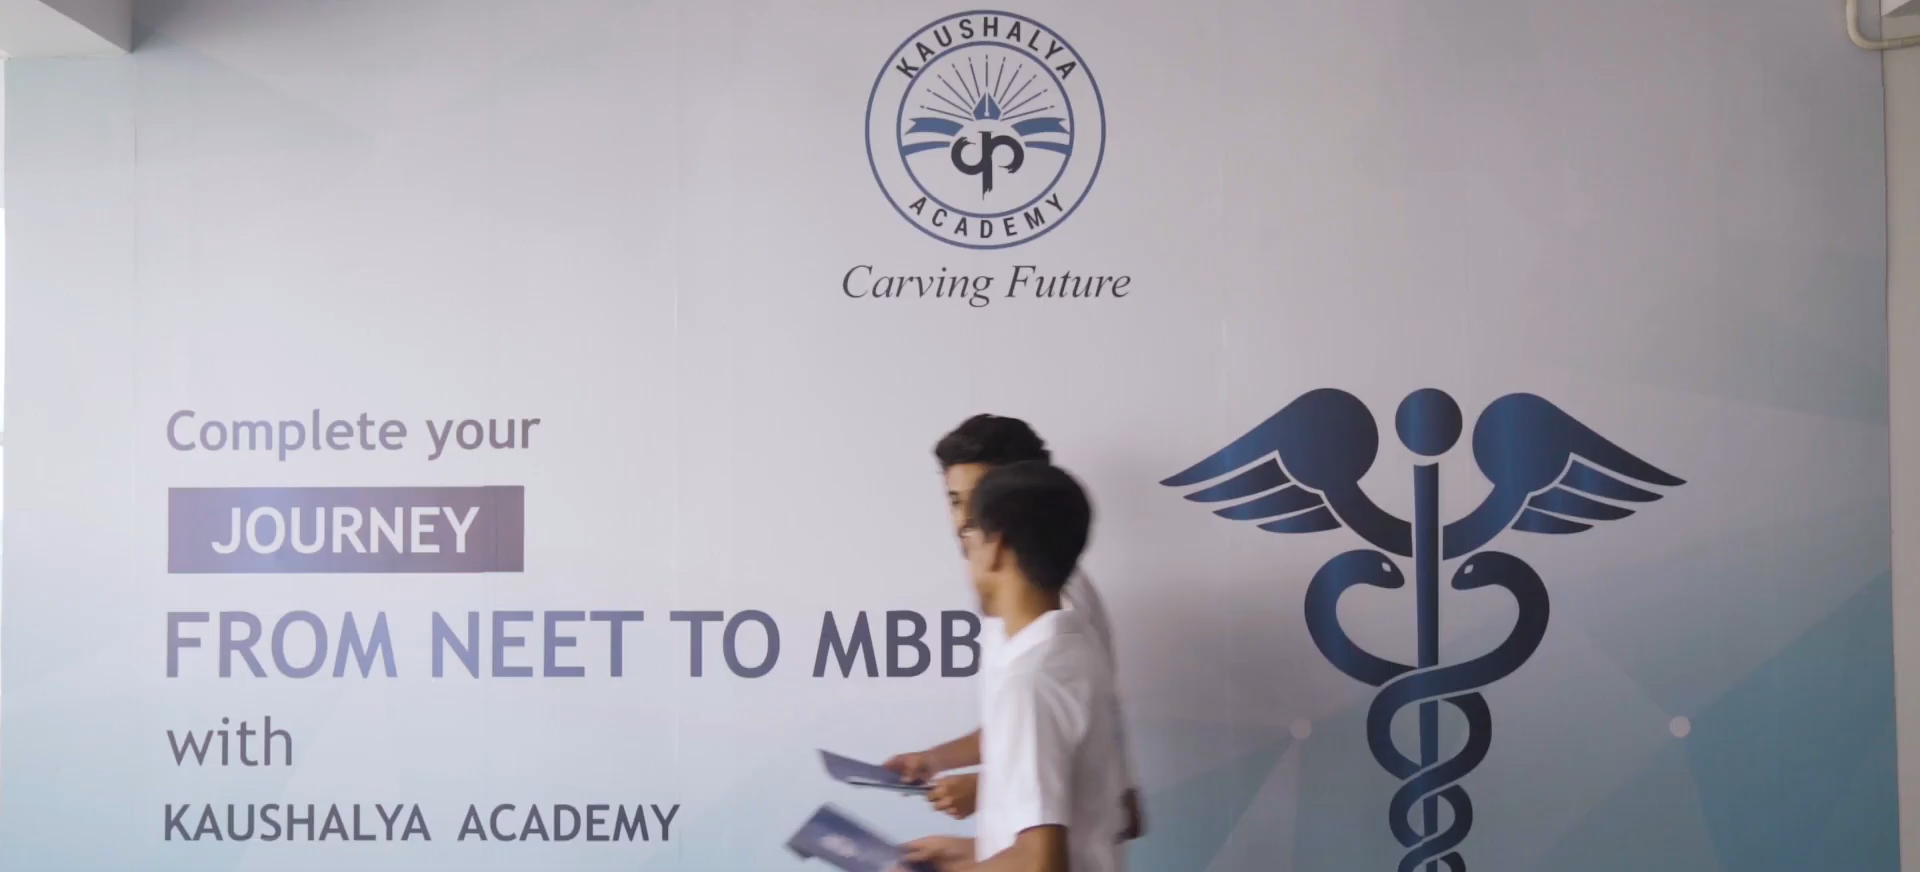 KAUSHALYA
क
ACADEMY
Carving Future
Complete your
JOURNEY
FROM NEET TO MBB
with
KAUSHALYA ACADEMY